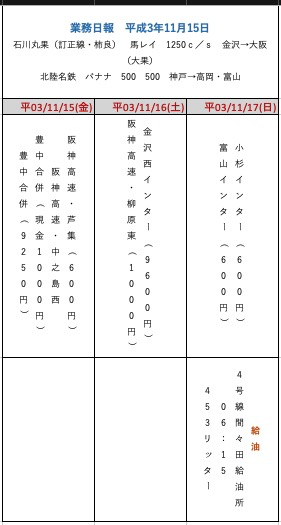 業務日報　平成3年11月15日
石川丸果（訂正線・柿良）　馬レイ　1250ｃ／ｓ　金沢→大阪
（大果）
北陸名鉄　バナナ　500　500　神戸→高岡・富山
平03/11/15(金)
平03/11/16(土)
平03/11/17(日)
阪神高速・芦集（600円）
阪神高速・中之島西
豊中合併（現金1000円）
豊中合併（9250円）
金沢西インター（9600円）
阪神高速・柳原東（1000円）
小杉インター（600円）
富山インター（600円）
給油
4号線間々田給油所
06：15
453リッター